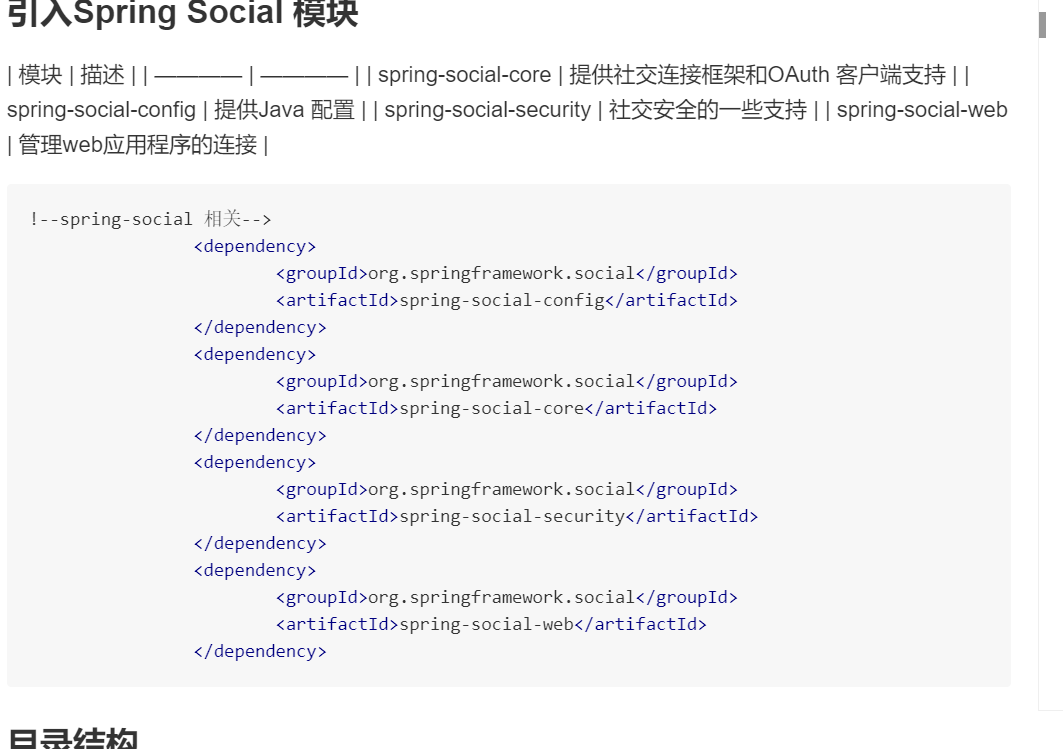 引入Spring Social 模块
| 模块 | 描述 | | ———— | ———— | | spring-social-core | 提供社交连接框架和OAuth 客户端支持 | |
spring-social-config | 提供Java 配置 | | spring-social-security | 社交安全的一些支持 | | spring-social-web
| 管理web应用程序的连接 |
!--spring-social 相关-->
<dependency>
<groupId>org.springframework.social</groupId>
<artifactId>spring-social-config</artifactId>
</dependency>
<dependency>
<groupId>org.springframework.social</groupId>
<artifactId>spring-social-core</artifactId>
</dependency>
<dependency>
<groupId>org.springframework.social</groupId>
<artifactId>spring-social-security</artifactId>
</dependency>
<dependency>
<groupId>org.springframework.social</groupId>
<artifactId>spring-social-web</artifactId>
</dependency>
目录结构